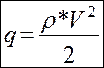 q = ρ*V²/2